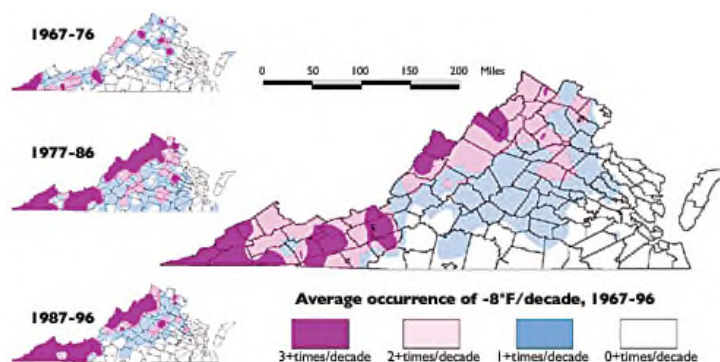 1967-76
0 50 100 150 200 Miles
1977-86
1987-96
Average occurrence of -8°F/decade, 1967-96
3+times/decade 2+times/decade 1+times/decade 0+times/decade